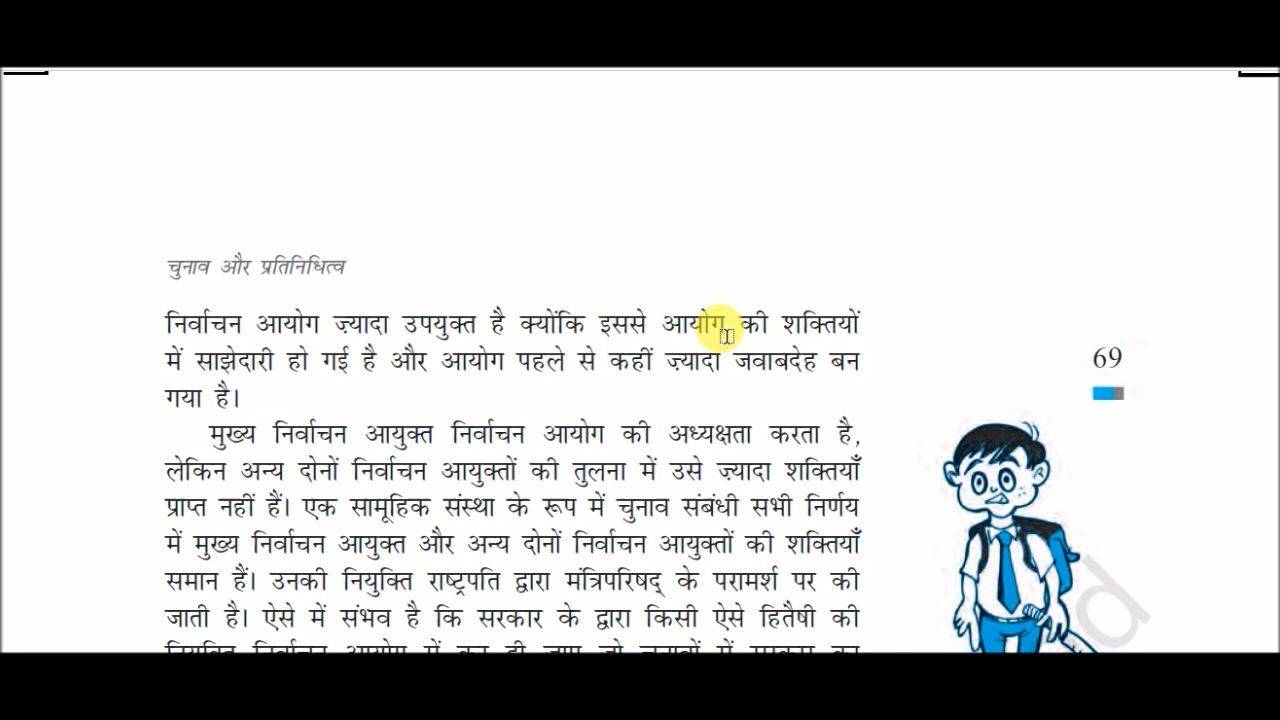 चुनाव और प्रतिनिधित्व
निर्वाचन आयोग ज़्यादा उपयुक्त है क्योंकि इससे आयोग की शक्तियों
में साझेदारी हो गई है और आयोग पहले से कहीं ज़्यादा जवाबदेह बन
गया है।
69
मुख्य निर्वाचन आयुक्त निर्वाचन आयोग की अध्यक्षता करता है,
लेकिन अन्य दोनों निर्वाचन आयुक्तों की तुलना में उसे ज़्यादा शक्तियाँ
प्राप्त नहीं हैं। एक सामूहिक संस्था के रूप में चुनाव संबंधी सभी निर्णय
में मुख्य निर्वाचन आयुक्त और अन्य दोनों निर्वाचन आयुक्तों की शक्तियाँ
समान हैं। उनकी नियुक्ति राष्ट्रपति द्वारा मंत्रिपरिषद् के परामर्श पर की
जाती है। ऐसे में संभव है कि सरकार के द्वारा किसी ऐसे हितैषी की
d